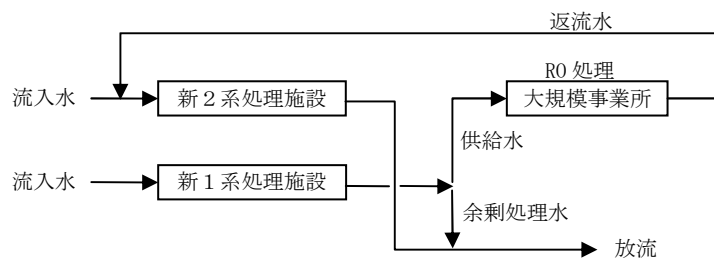 返流水
RO 処理
流入水
新２系処理施設
大規模事業所
供給水
流入水
新１系処理施設
余剰処理水
放流